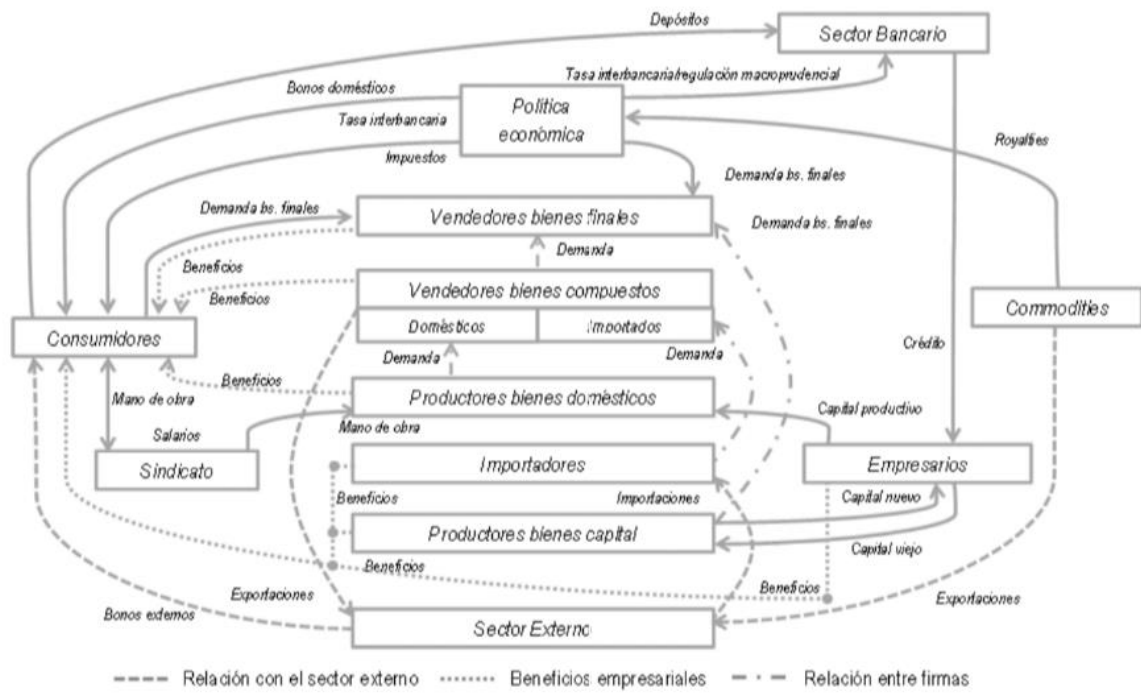 Depósitos
Sector Bancario
Bonos domésticos
Tasa interbancaria/regulación macroprudencial
Política
económica
Tasa interbancaria
Impuestos
Royalties
Demanda bs. finales
Demanda bs. finales
Vendedores bienes finales
Demanda bs. finales
Demanda
Beneficios
Beneficios
Vendedores bienes compuestos
Domésticos
Importados
Commodities
Consumidores
Demanda
Demanda
Crédito
Beneficios
Productores bienes domésticos
Mano de obra
Capital productivo
Mano de obra
Salarios
Sindicato
Importadores
Empresarios
Beneficios
Importaciones
Capital nuevo
Productores bienes capital
Capital viejo
Beneficios
Beneficios
Exportaciones
Exportaciones
Bonos externos
Sector Externo
Relación con el sector externo
Beneficios empresariales
Relación entre firmas